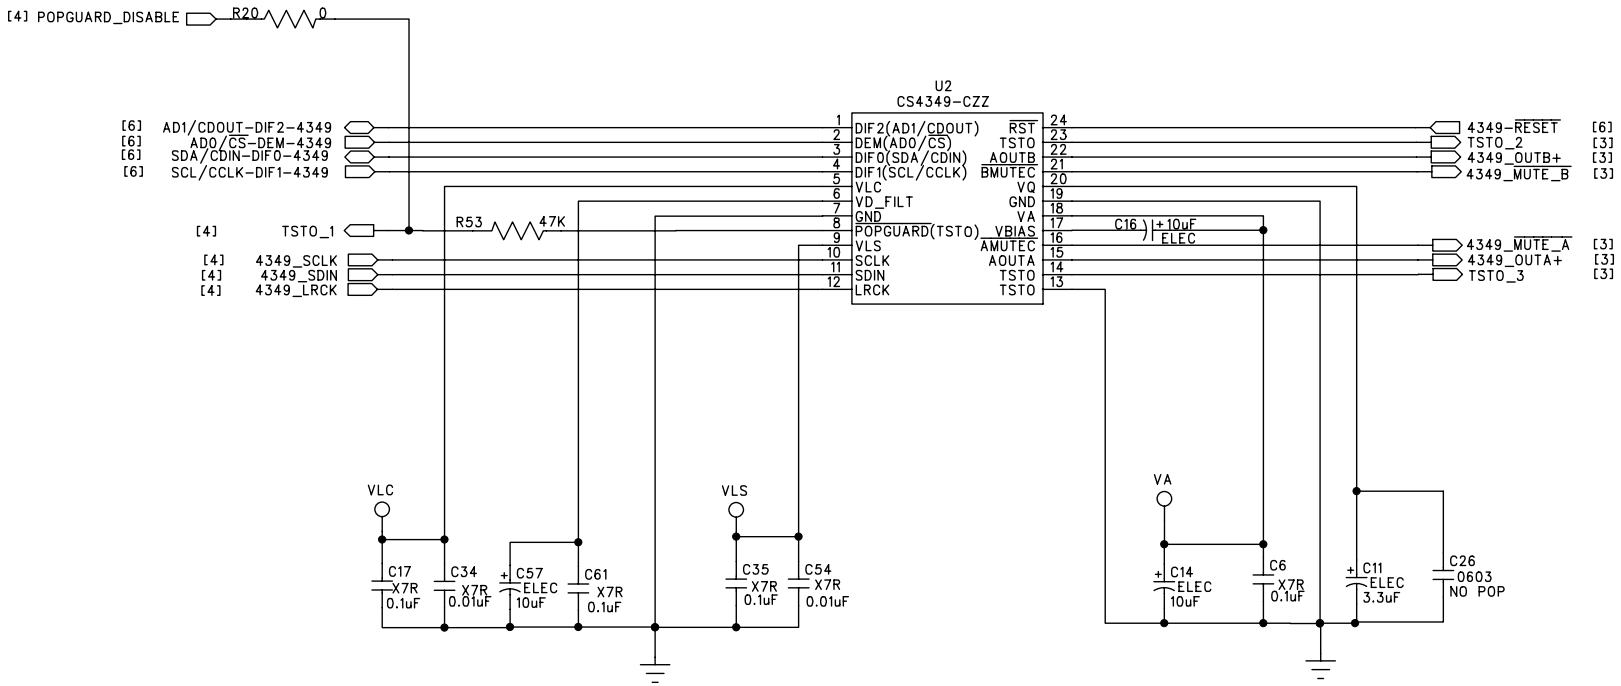 [4] POPGUARD_DISABLE
R20 0
U2
CS4349-CZZ
[6] AD1/CDOUT-DIF2-4349
[6] AD0/CS-DEM-4349
[6] SDA/CDIN-DIF0-4349
[6] SCL/CCLK-DIF1-4349
[4] TSTO_1
R53 47K
[4] 4349_SCLK
[4] 4349_SDIN
[4] 4349_LRCK
1 DIF2(AD1/CDOUT)
2 DEM(AD0/CS)
3 DIF0(SDA/CDIN)
4 DIF1(SCL/CCLK)
5 VLC
6 VD_FILT
7 GND
8 POPGUARD(TSTO)
9 VLS
10 SCLK
11 SDIN
12 LRCK
RST 24
TSTO 23
AOUTB 22
BMUTEC 21
VQ 20
GND 19
VA 18
VBIAS 17
AMUTEC 16
AOUTA 15
TSTO 14
TSTO 13
C16 +10uF
ELEC
4349-RESET [6]
TSTO_2 [3]
4349_OUTB+ [3]
4349_MUTE_B [3]
4349_MUTE_A [3]
4349_OUTA+ [3]
TSTO_3 [3]
VLC
C17
X7R
0.1uF
C34
X7R
0.01uF
+ C57
ELEC
10uF
C61
X7R
0.1uF
VLS
C35
X7R
0.1uF
C54
X7R
0.01uF
VA
+ C14
ELEC
10uF
C6
X7R
0.1uF
+ C11
ELEC
3.3uF
C26
0603
NO POP